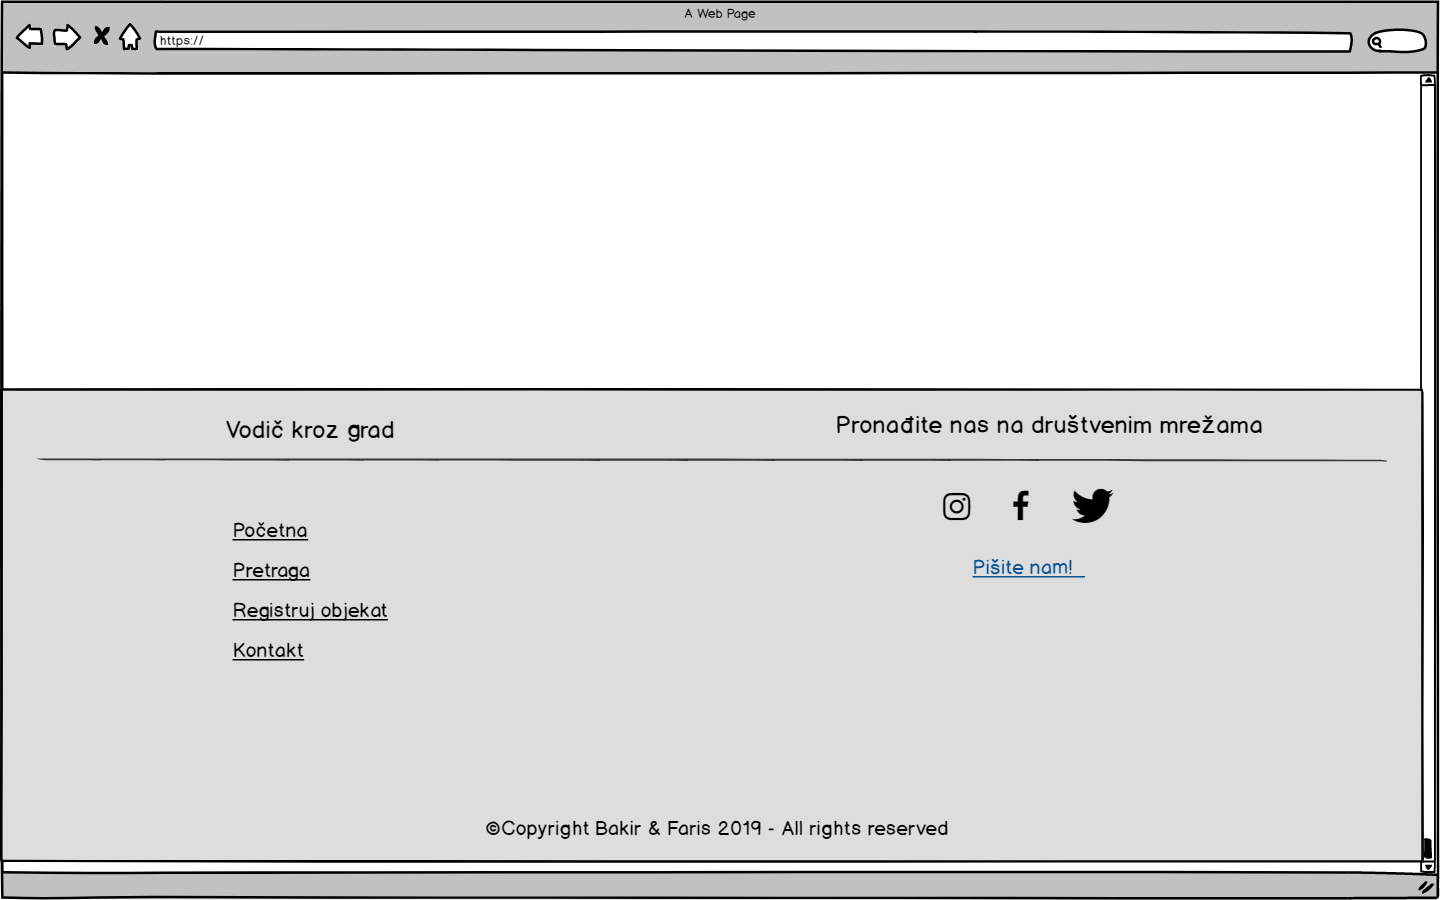 A Web Page
https://
Vodič kroz grad
Pronađite nas na društvenim mrežama
Početna
Pretraga
Registruj objekat
Kontakt
Pišite nam!
©Copyright Bakir & Faris 2019 - All rights reserved